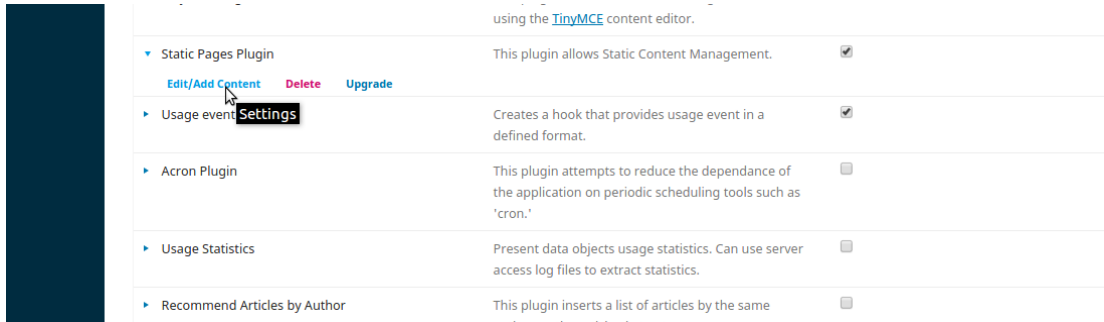 using the TinyMCE content editor.
Static Pages Plugin
This plugin allows Static Content Management.
Edit/Add Content
Delete
Upgrade
Settings
Usage event
Creates a hook that provides usage event in a
defined format.
Acron Plugin
This plugin attempts to reduce the dependance of
the application on periodic scheduling tools such as
'cron.'
Usage Statistics
Present data objects usage statistics. Can use server
access log files to extract statistics.
Recommend Articles by Author
This plugin inserts a list of articles by the same